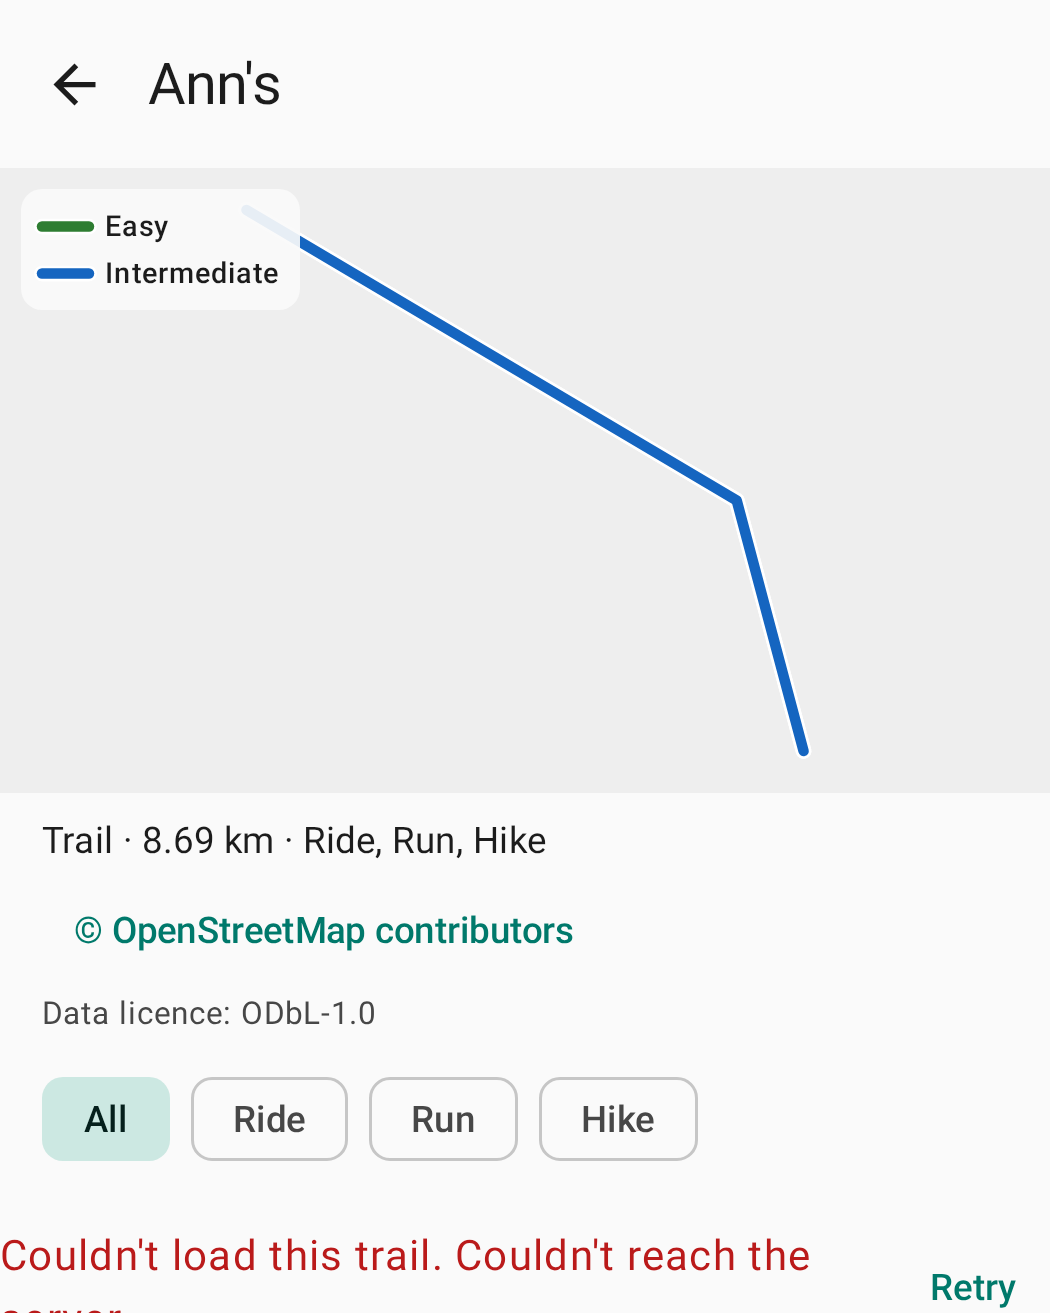 Ann's
Easy
Intermediate
Trail · 8.69 km · Ride, Run, Hike
© OpenStreetMap contributors
Data licence: ODbL-1.0
All
Ride
Run
Hike
Couldn't load this trail. Couldn't reach the
Retry